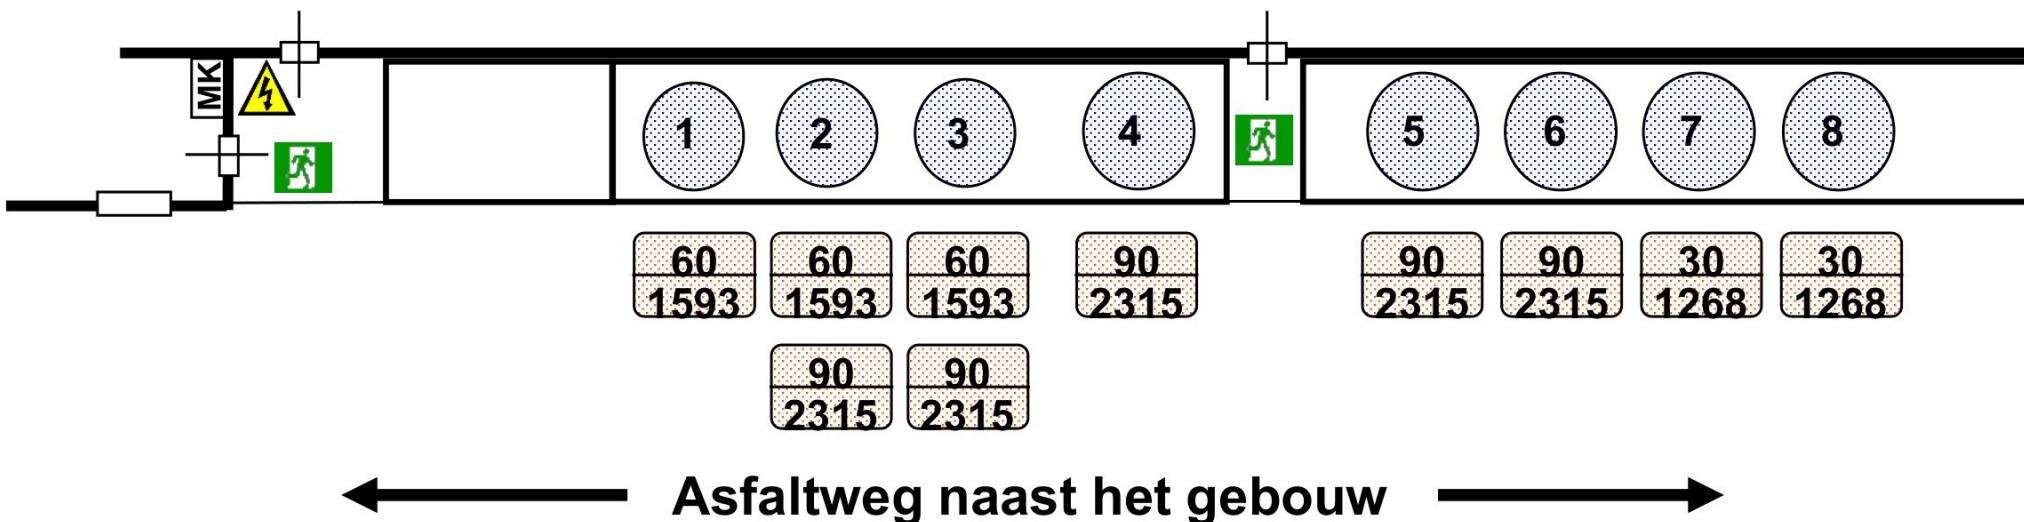 MK
1 2 3 4 5 6 7 8
60 60 60 90 90 90 30 30
1593 1593 1593 2315 2315 2315 1268 1268
90 90
2315 2315
Asfaltweg naast het gebouw